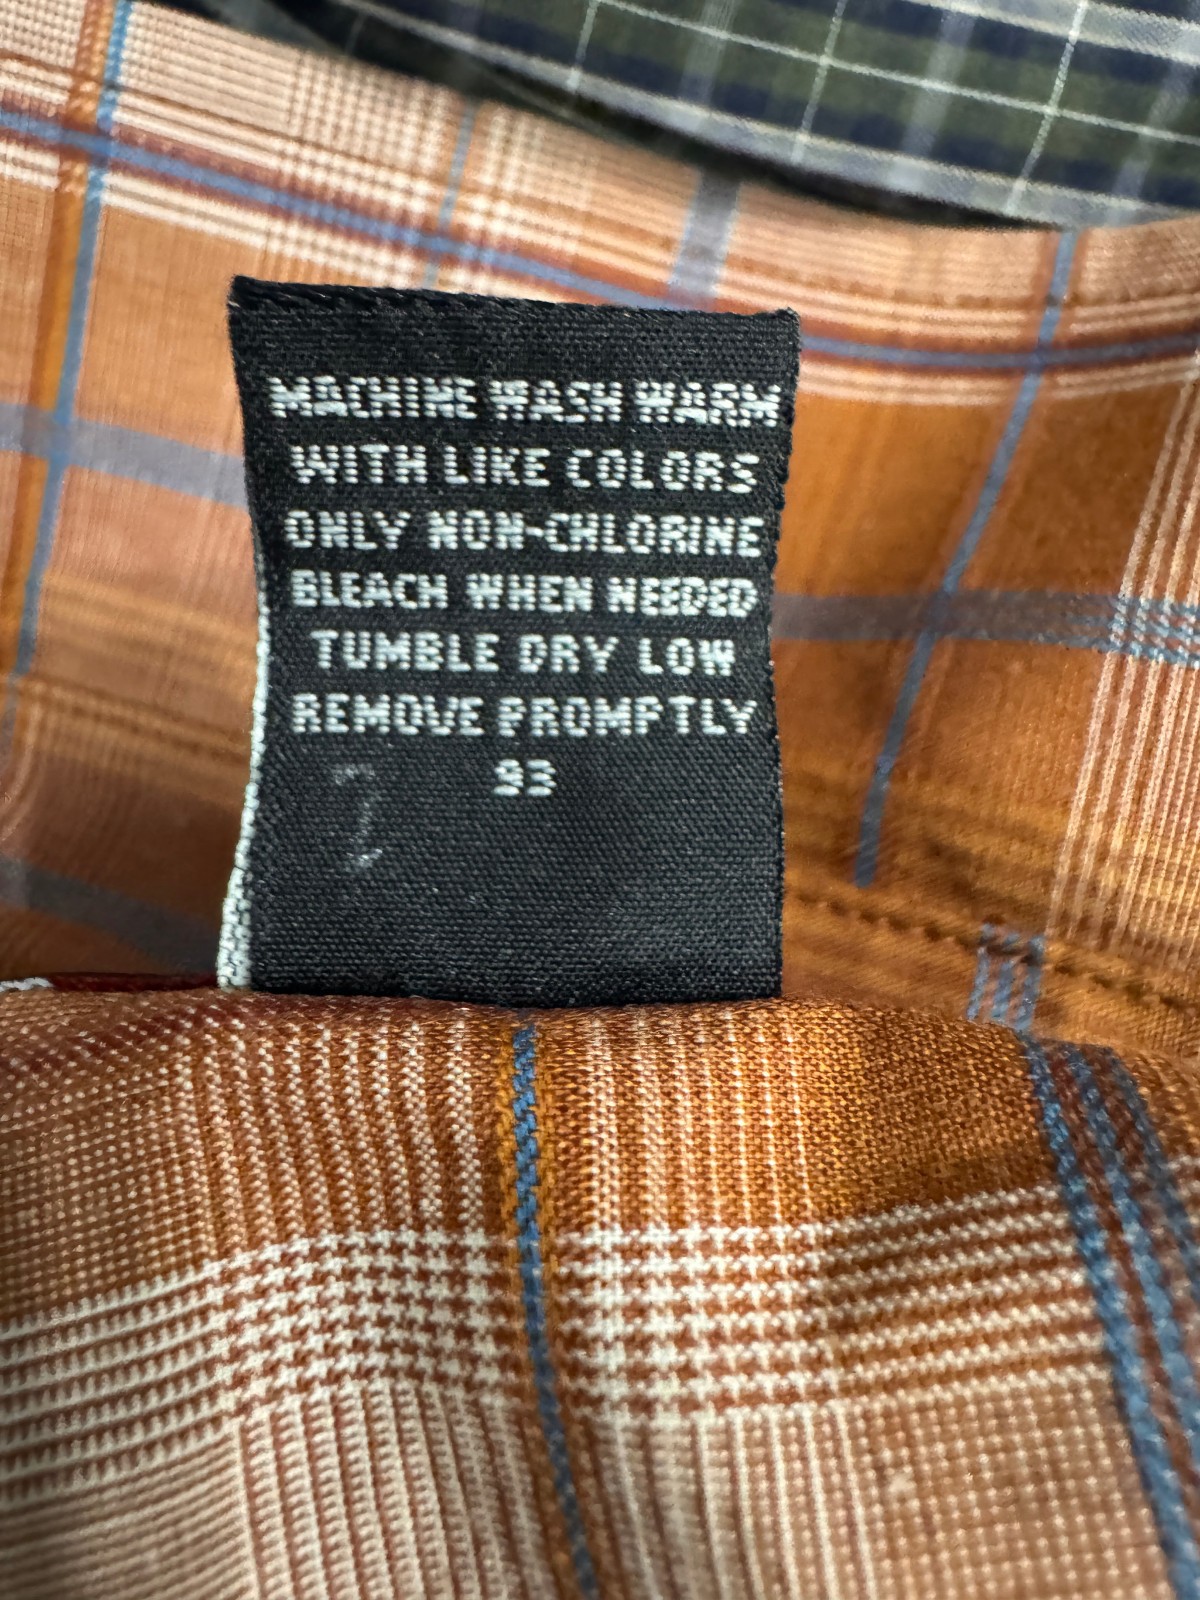 MACHINE WASH WARM
WITH LIKE COLORS
ONLY NON-CHLORINE
BLEACH WHEN NEEDED
TUMBLE DRY LOW
REMOVE PROMPTLY
93